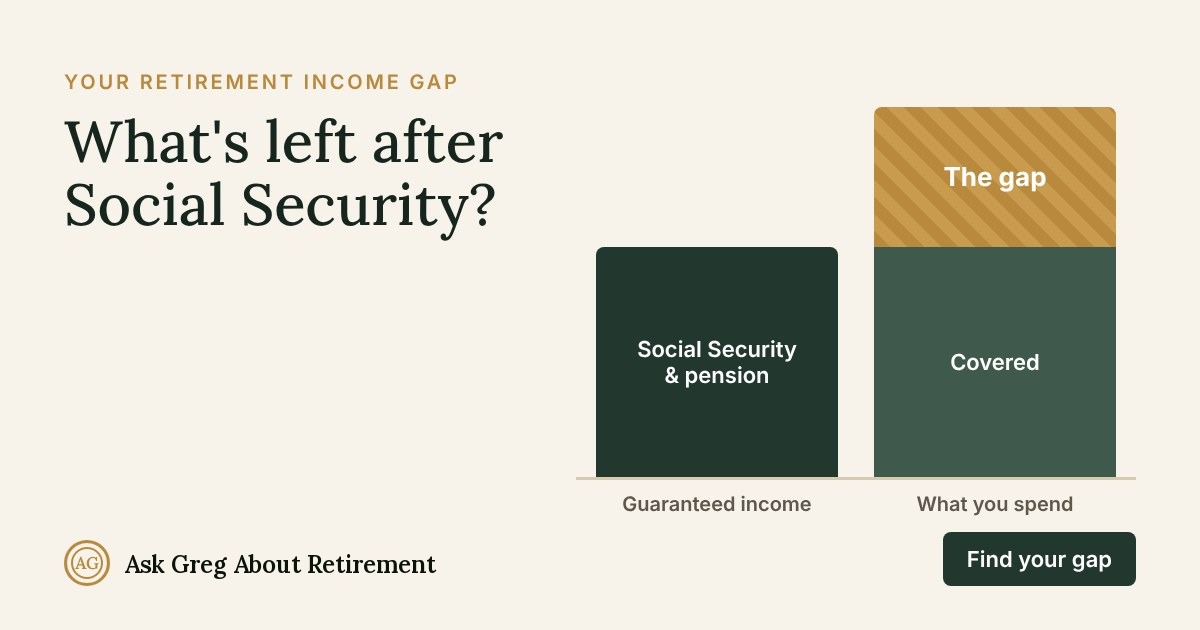 YOUR RETIREMENT INCOME GAP
What's left after
Social Security?
The gap
Social Security
& pension
Covered
Guaranteed income
What you spend
AG
Ask Greg About Retirement
Find your gap